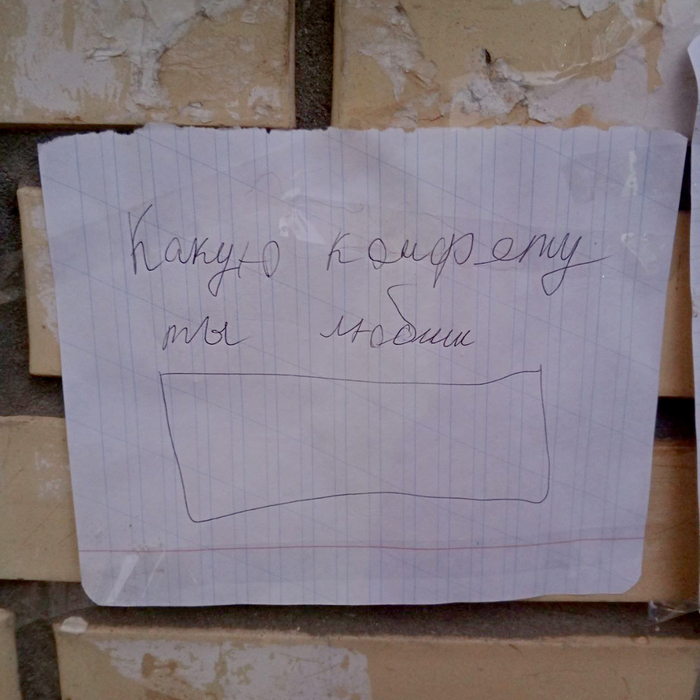 Какую конфету
ты любиш